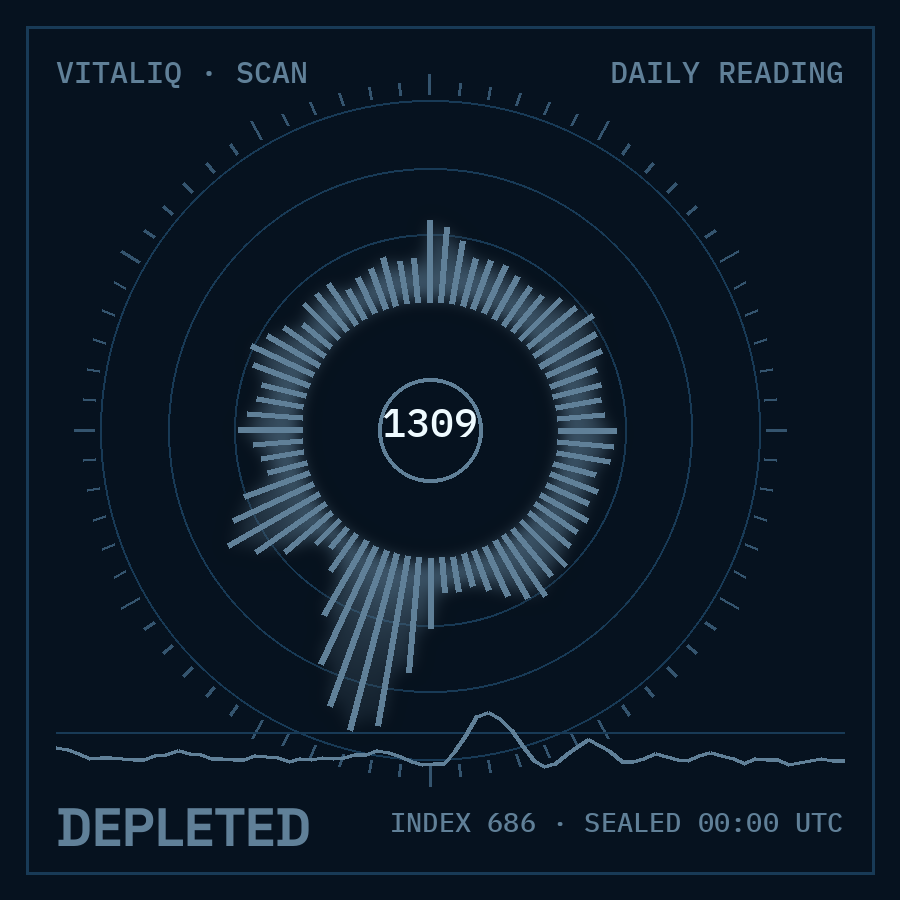 VITALIQ · SCAN
DAILY READING
1309
DEPLETED
INDEX 686 · SEALED 00:00 UTC